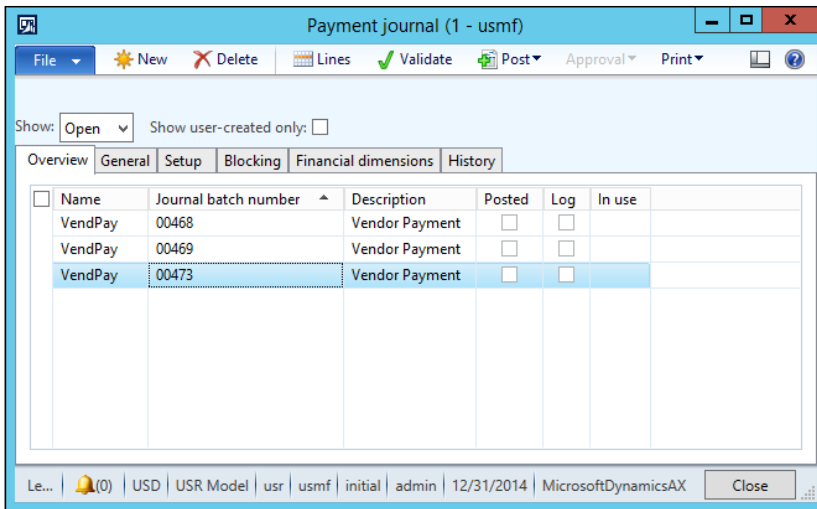 Payment journal (1 - usmf)
File New Delete Lines Validate Post Approval Print
Show: Open Show user-created only:
Overview General Setup Blocking Financial dimensions History
Name Journal batch number Description Posted Log In use
VendPay 00468 Vendor Payment
VendPay 00469 Vendor Payment
VendPay 00473 Vendor Payment
Le... (0) USD USR Model usr usmf initial admin 12/31/2014 MicrosoftDynamicsAX Close